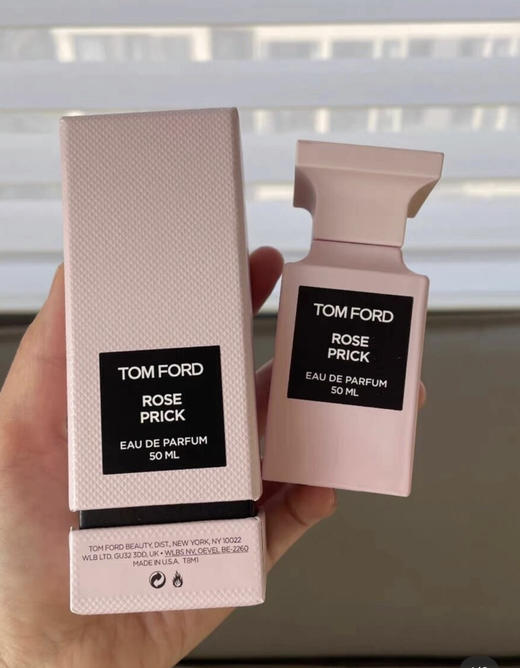 TOM FORD
ROSE
PRICK
EAU DE PARFUM
50 ML
TOM FORD BEAUTY, DIST., NEW YORK, NY 10022
WLB LTD, GU32 3DD, UK • WLBS NV, OEVEL BE-2260
MADE IN U.S.A. T8M1
TOM FORD
ROSE
PRICK
EAU DE PARFUM
50 ML